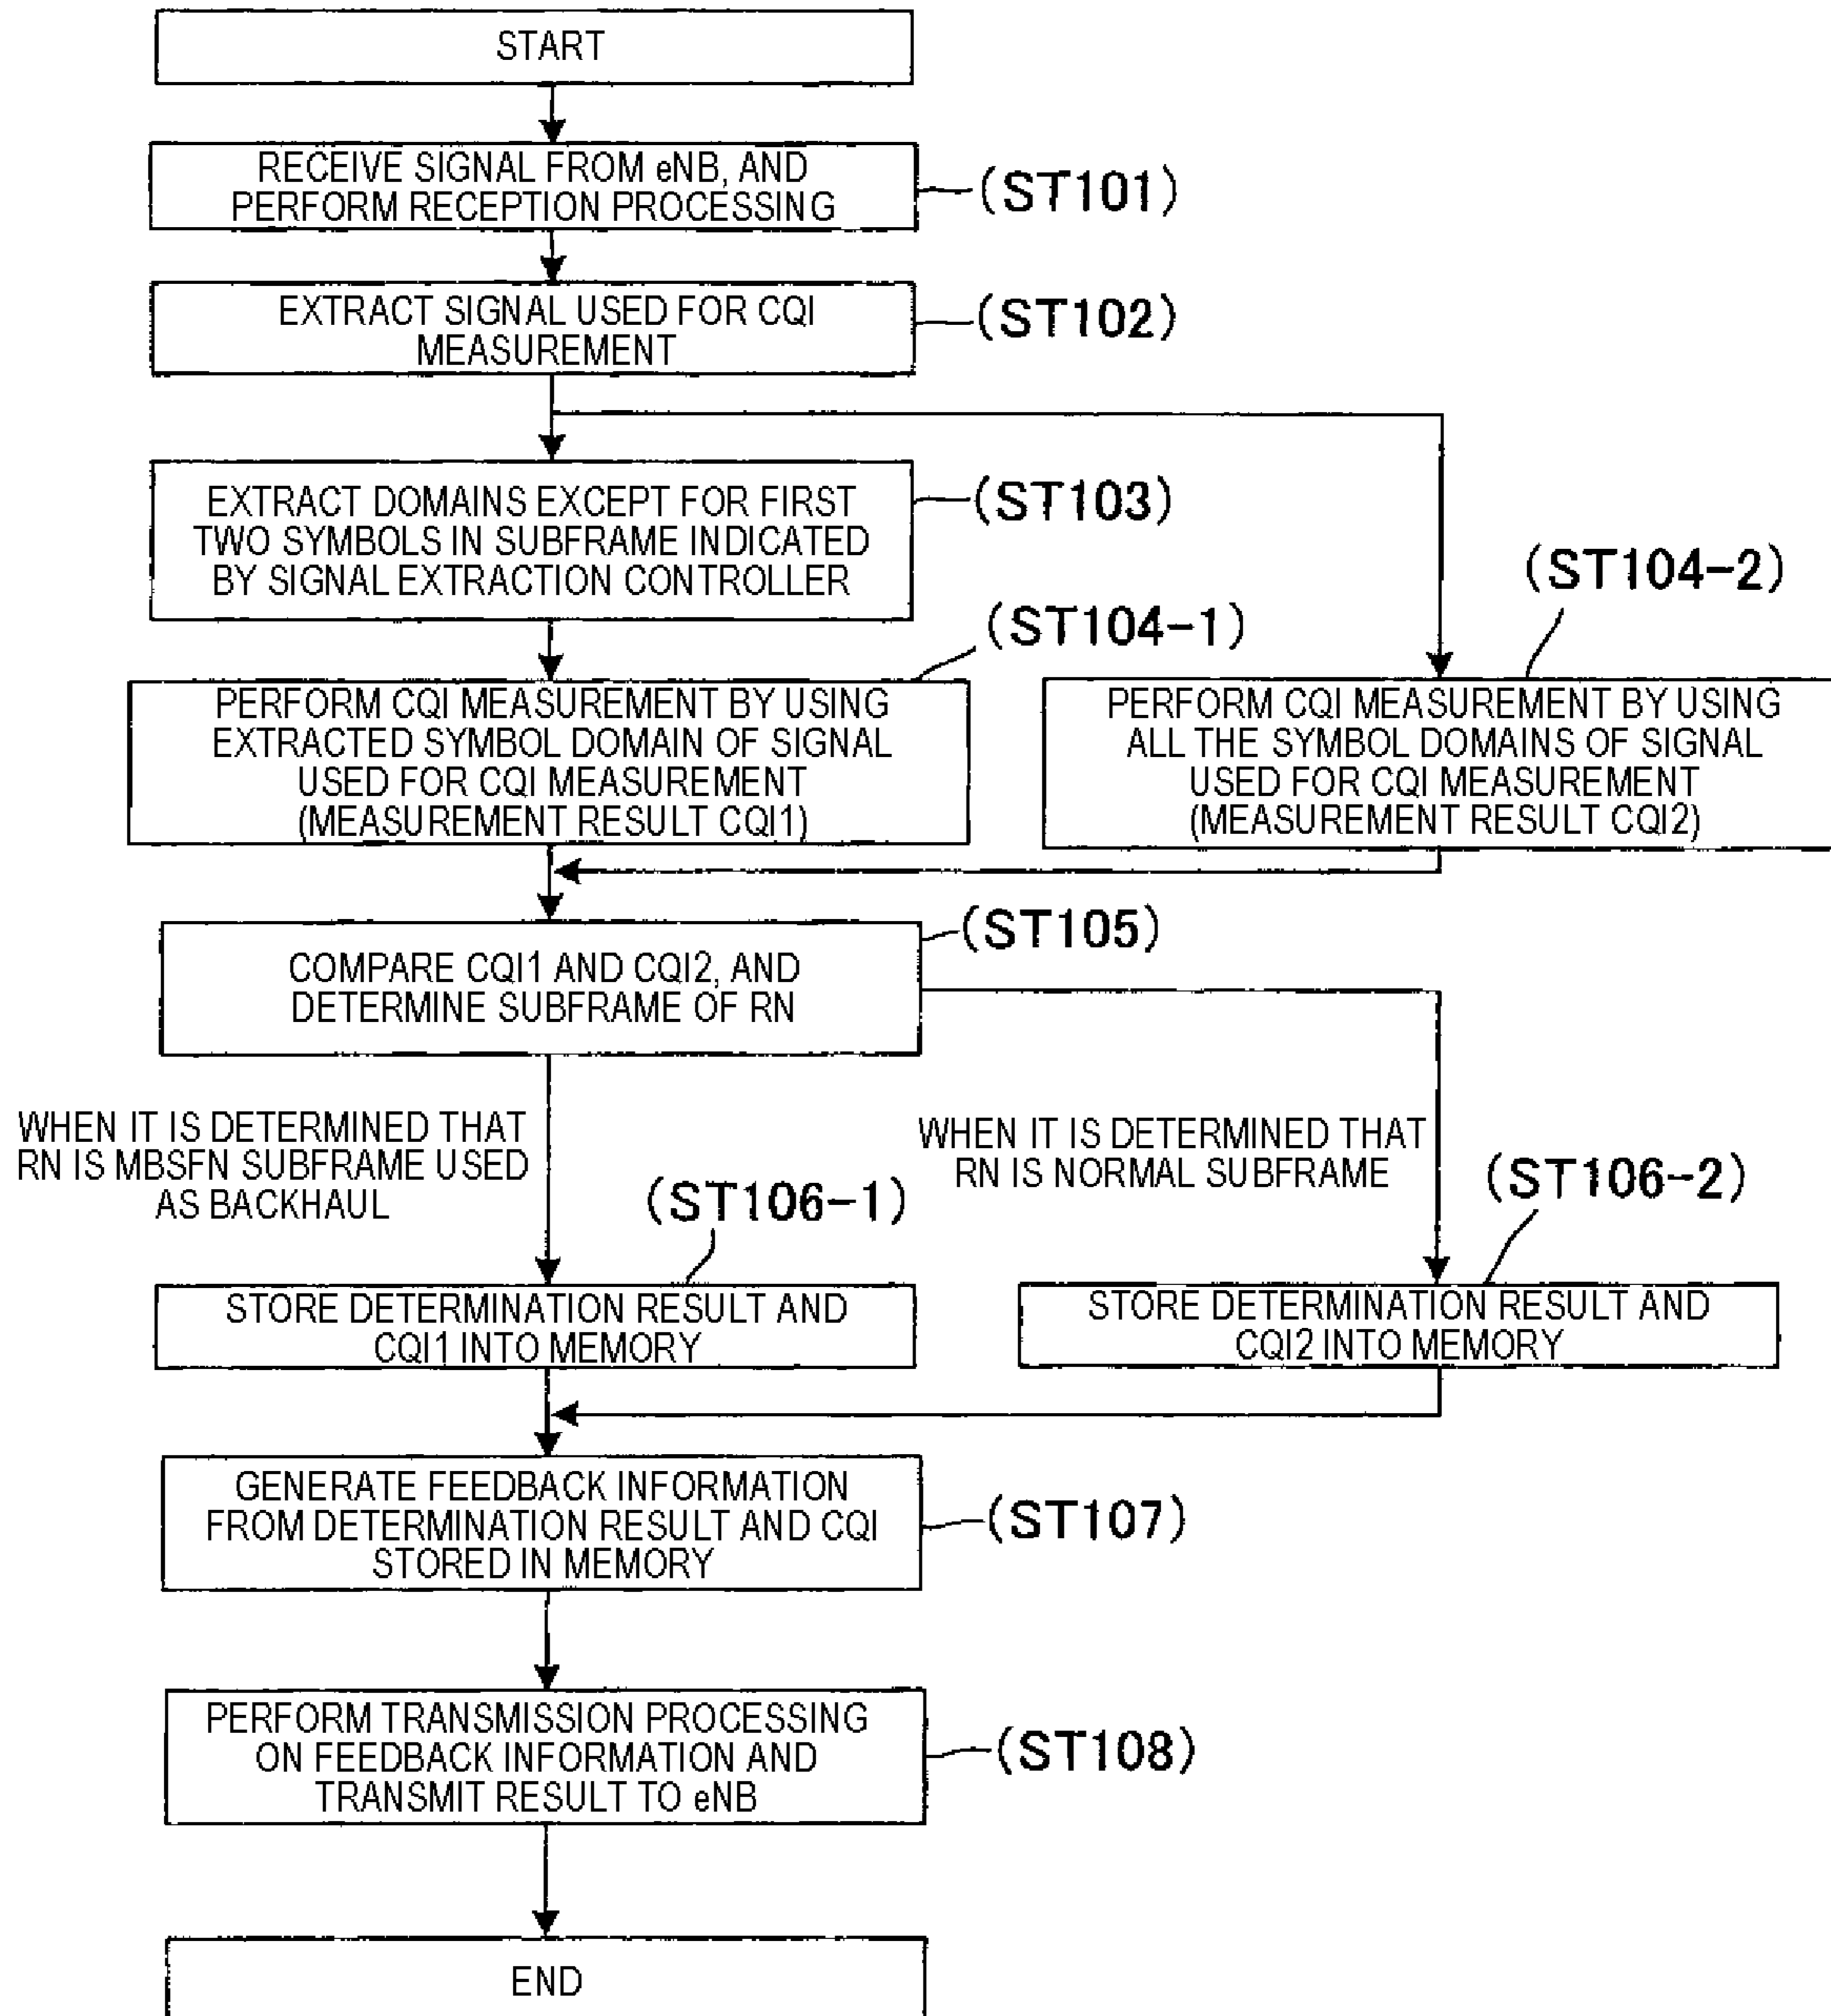 START
RECEIVE SIGNAL FROM eNB, AND
PERFORM RECEPTION PROCESSING
(ST101)
EXTRACT SIGNAL USED FOR CQI
MEASUREMENT
(ST102)
EXTRACT DOMAINS EXCEPT FOR FIRST
TWO SYMBOLS IN SUBFRAME INDICATED
BY SIGNAL EXTRACTION CONTROLLER
(ST103)
(ST104-1)
PERFORM CQI MEASUREMENT BY USING
EXTRACTED SYMBOL DOMAIN OF SIGNAL
USED FOR CQI MEASUREMENT
(MEASUREMENT RESULT CQI1)
(ST104-2)
PERFORM CQI MEASUREMENT BY USING
ALL THE SYMBOL DOMAINS OF SIGNAL
USED FOR CQI MEASUREMENT
(MEASUREMENT RESULT CQI2)
COMPARE CQI1 AND CQI2, AND
DETERMINE SUBFRAME OF RN
(ST105)
WHEN IT IS DETERMINED THAT
RN IS MBSFN SUBFRAME USED
AS BACKHAUL
(ST106-1)
STORE DETERMINATION RESULT AND
CQI1 INTO MEMORY
WHEN IT IS DETERMINED THAT
RN IS NORMAL SUBFRAME
(ST106-2)
STORE DETERMINATION RESULT AND
CQI2 INTO MEMORY
GENERATE FEEDBACK INFORMATION
FROM DETERMINATION RESULT AND CQI
STORED IN MEMORY
(ST107)
PERFORM TRANSMISSION PROCESSING
ON FEEDBACK INFORMATION AND
TRANSMIT RESULT TO eNB
(ST108)
END